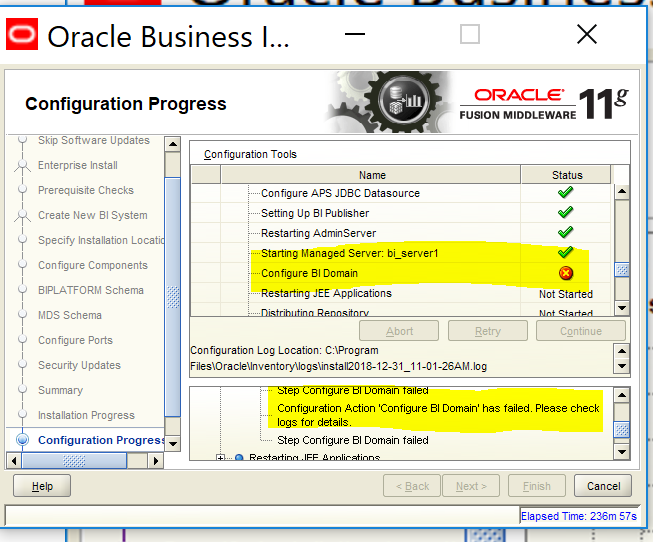 Oracle Business I...
Configuration Progress
ORACLE
FUSION MIDDLEWARE 11g
Skip Software Updates
Enterprise Install
Prerequisite Checks
Create New BI System
Specify Installation Locatio
Configure Components
BIPLATFORM Schema
MDS Schema
Configure Ports
Security Updates
Summary
Installation Progress
Configuration Progress
Configuration Tools
Name Status
Configure APS JDBC Datasource
Setting Up BI Publisher
Restarting AdminServer
Starting Managed Server: bi_server1
Configure BI Domain
Restarting JEE Applications Not Started
Distributing Repository Not Started
Abort Retry Continue
Configuration Log Location: C:\Program
Files\Oracle\Inventory\logs\install2018-12-31_11-01-26AM.log
Step Configure BI Domain failed
Configuration Action 'Configure BI Domain' has failed. Please check
logs for details.
Step Configure BI Domain failed
Restarting JEE Applications
Help < Back Next > Finish Cancel
Elapsed Time: 236m 57s